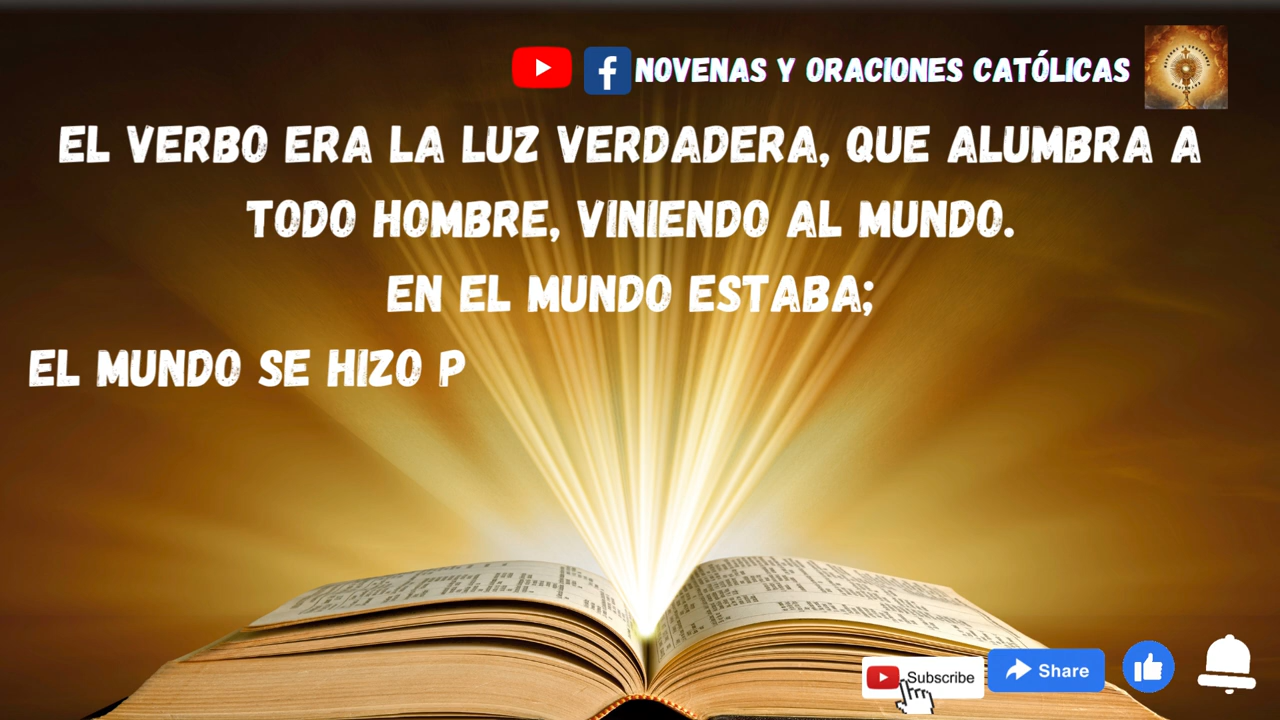 NOVENAS Y ORACIONES CATÓLICAS
EL VERBO ERA LA LUZ VERDADERA, QUE ALUMBRA A
TODO HOMBRE, VINIENDO AL MUNDO.
EN EL MUNDO ESTABA;
EL MUNDO SE HIZO P
Subscribe
Share